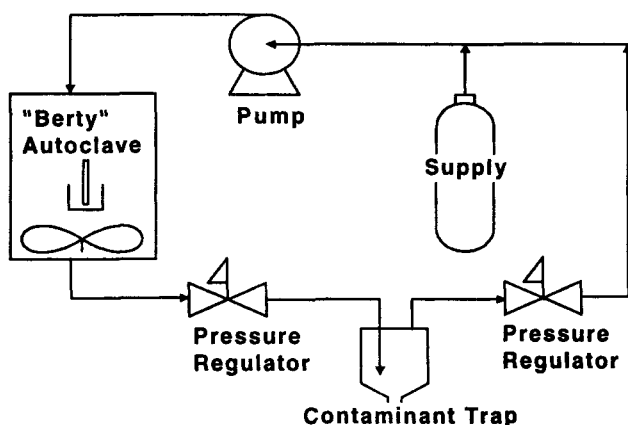 "Berty"
Autoclave
Pump
Supply
Pressure
Regulator
Pressure
Regulator
Contaminant Trap